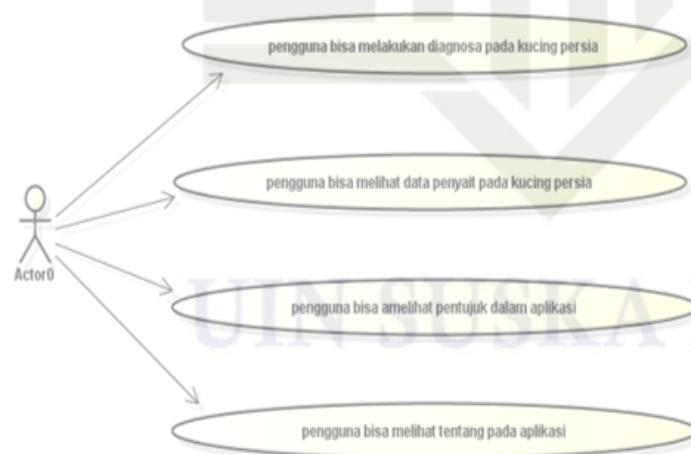 pengguna bisa melakukan diagnosa pada kucing persia
pengguna bisa melihat data penyait pada kucing persia
Actor0
pengguna bisa amelihat pentujuk dalam aplikasi
UIN SUSKA
pengguna bisa melihat tentang pada aplikasi